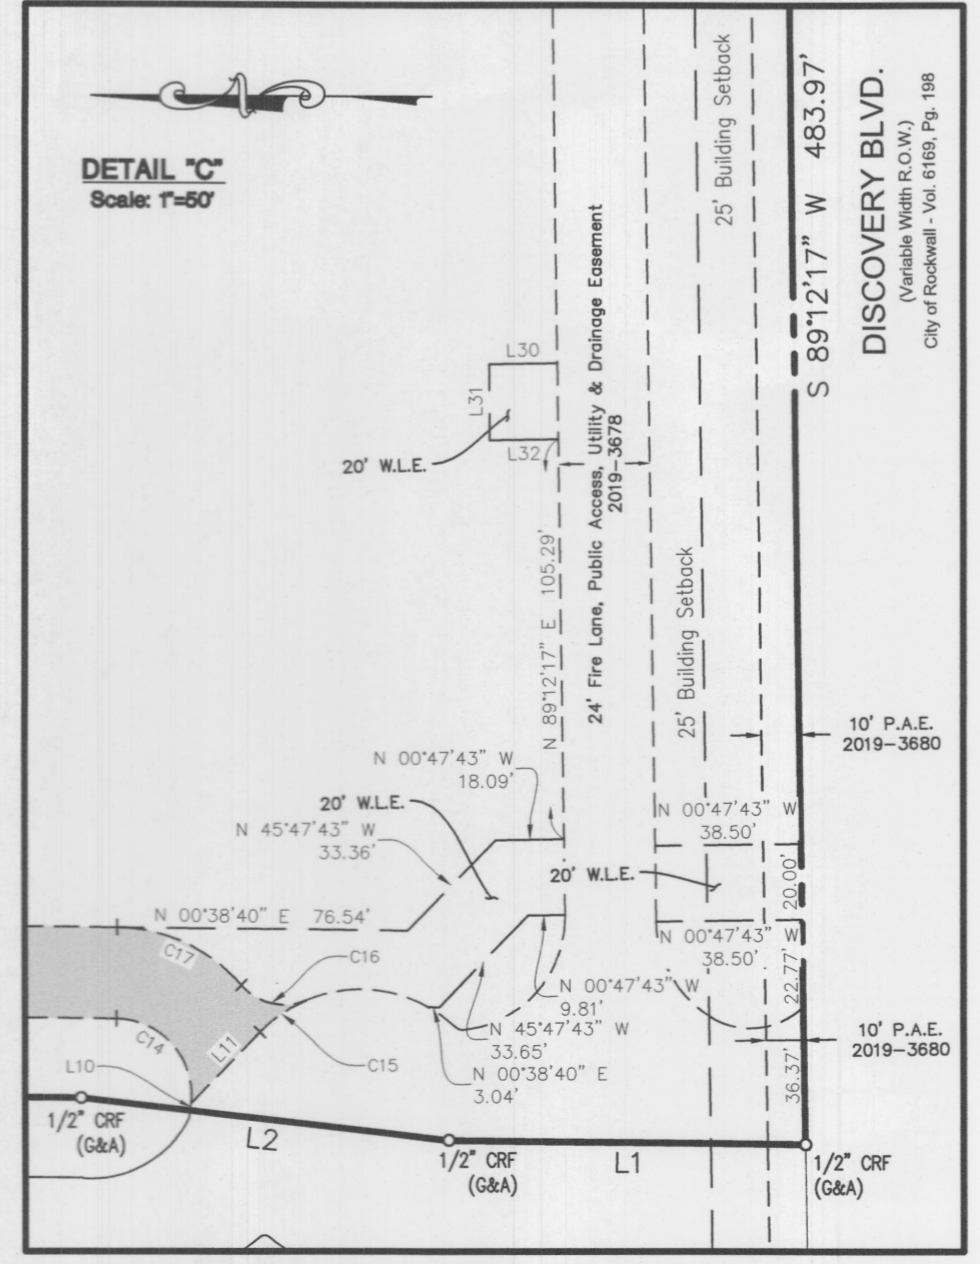 DETAIL "C"
Scale: 1"=50'
25' Building Setback
S 89°12'17" W 483.97'
DISCOVERY BLVD.
(Variable Width R.O.W.)
City of Rockwall - Vol. 6169, Pg. 198
24' Fire Lane, Public Access, Utility & Drainage Easement
2019-3678
L30
L31
L32
20' W.L.E.
N 89°12'17" E 105.29'
25' Building Setback
10' P.A.E.
2019-3680
N 00°47'43" W
18.09'
20' W.L.E.
N 45°47'43" W
33.36'
N 00°47'43" W
38.50'
20' W.L.E.
20.00'
N 00°38'40" E 76.54'
N 00°47'43" W
38.50'
C17
C16
22.77'
N 00°47'43" W
9.81'
N 45°47'43" W
33.65'
C14
L11
10' P.A.E.
2019-3680
L10
C15
N 00°38'40" E
3.04'
36.37'
1/2" CRF
(G&A)
L2
1/2" CRF
(G&A)
L1
1/2" CRF
(G&A)